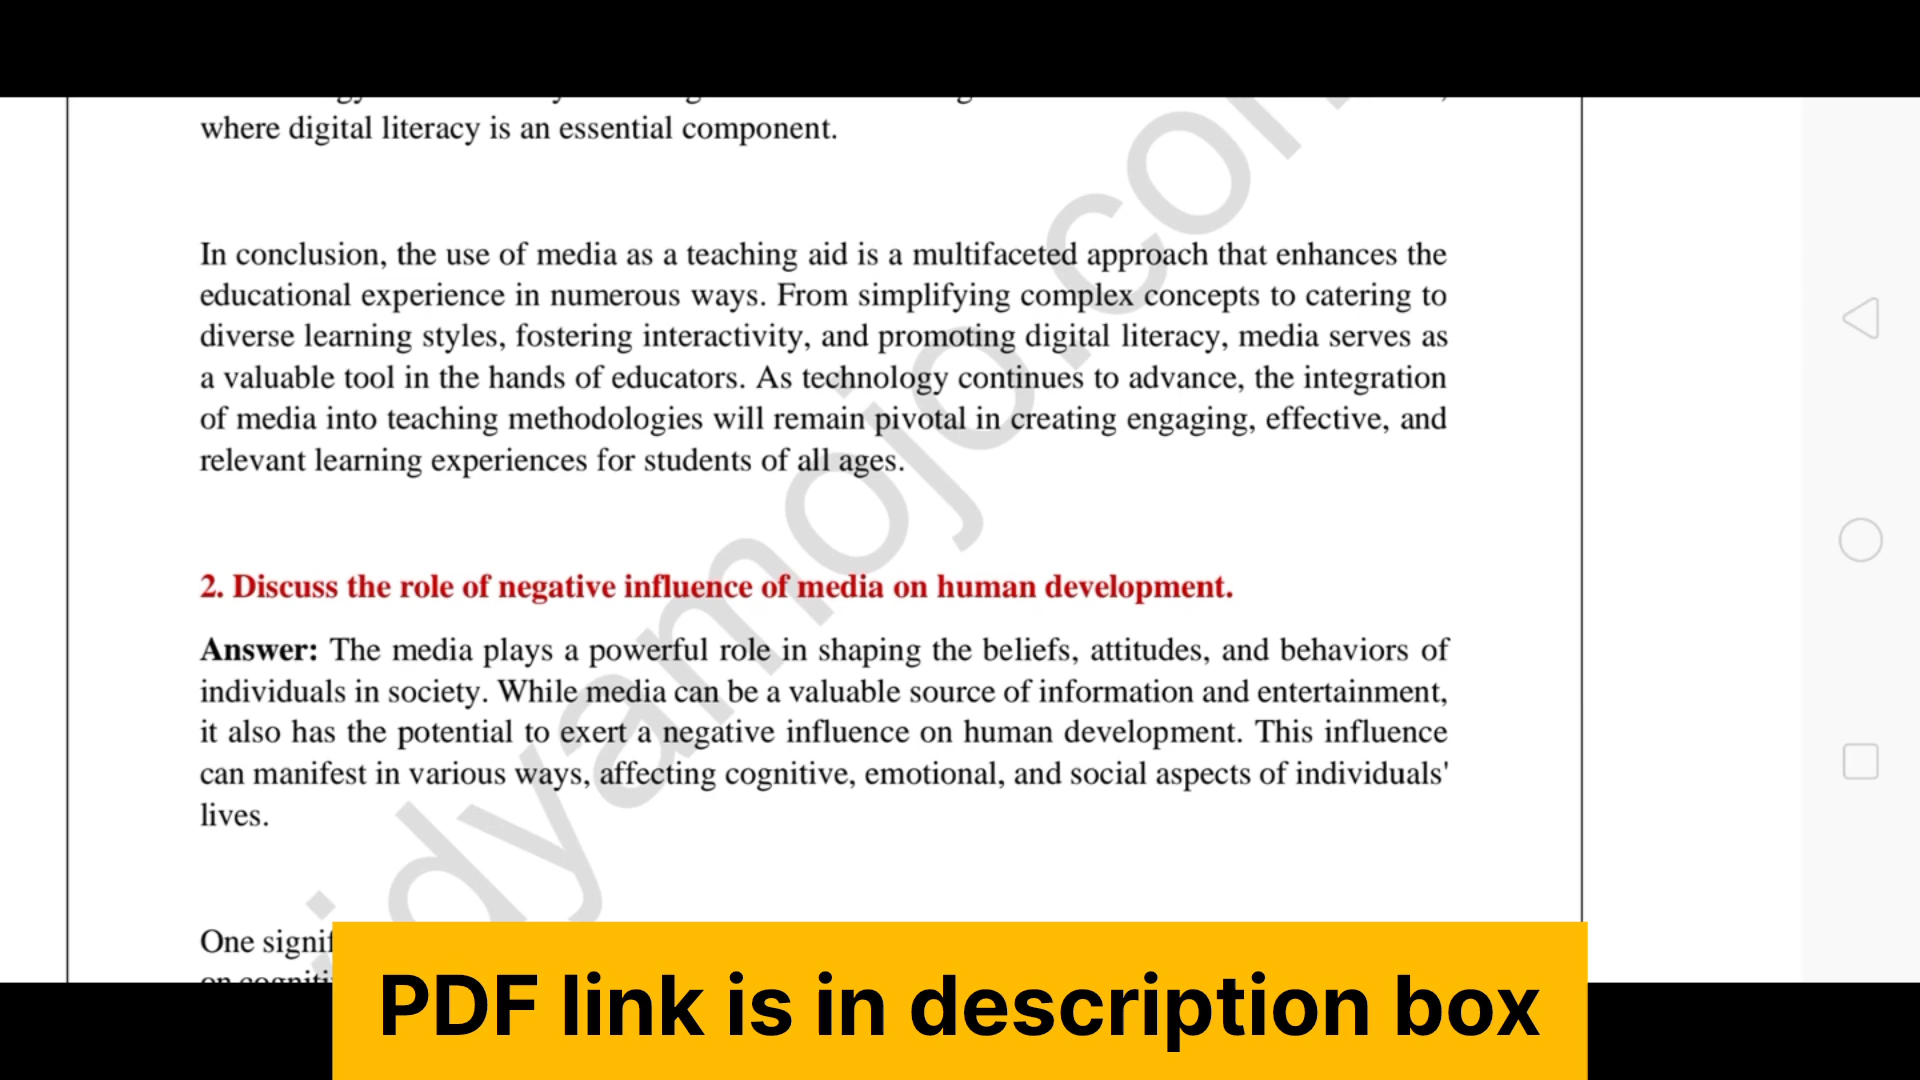 where digital literacy is an essential component.
In conclusion, the use of media as a teaching aid is a multifaceted approach that enhances the
educational experience in numerous ways. From simplifying complex concepts to catering to
diverse learning styles, fostering interactivity, and promoting digital literacy, media serves as
a valuable tool in the hands of educators. As technology continues to advance, the integration
of media into teaching methodologies will remain pivotal in creating engaging, effective, and
relevant learning experiences for students of all ages.
2. Discuss the role of negative influence of media on human development.
Answer: The media plays a powerful role in shaping the beliefs, attitudes, and behaviors of
individuals in society. While media can be a valuable source of information and entertainment,
it also has the potential to exert a negative influence on human development. This influence
can manifest in various ways, affecting cognitive, emotional, and social aspects of individuals'
lives.
One
PDF link is in description box
idyamojo.com